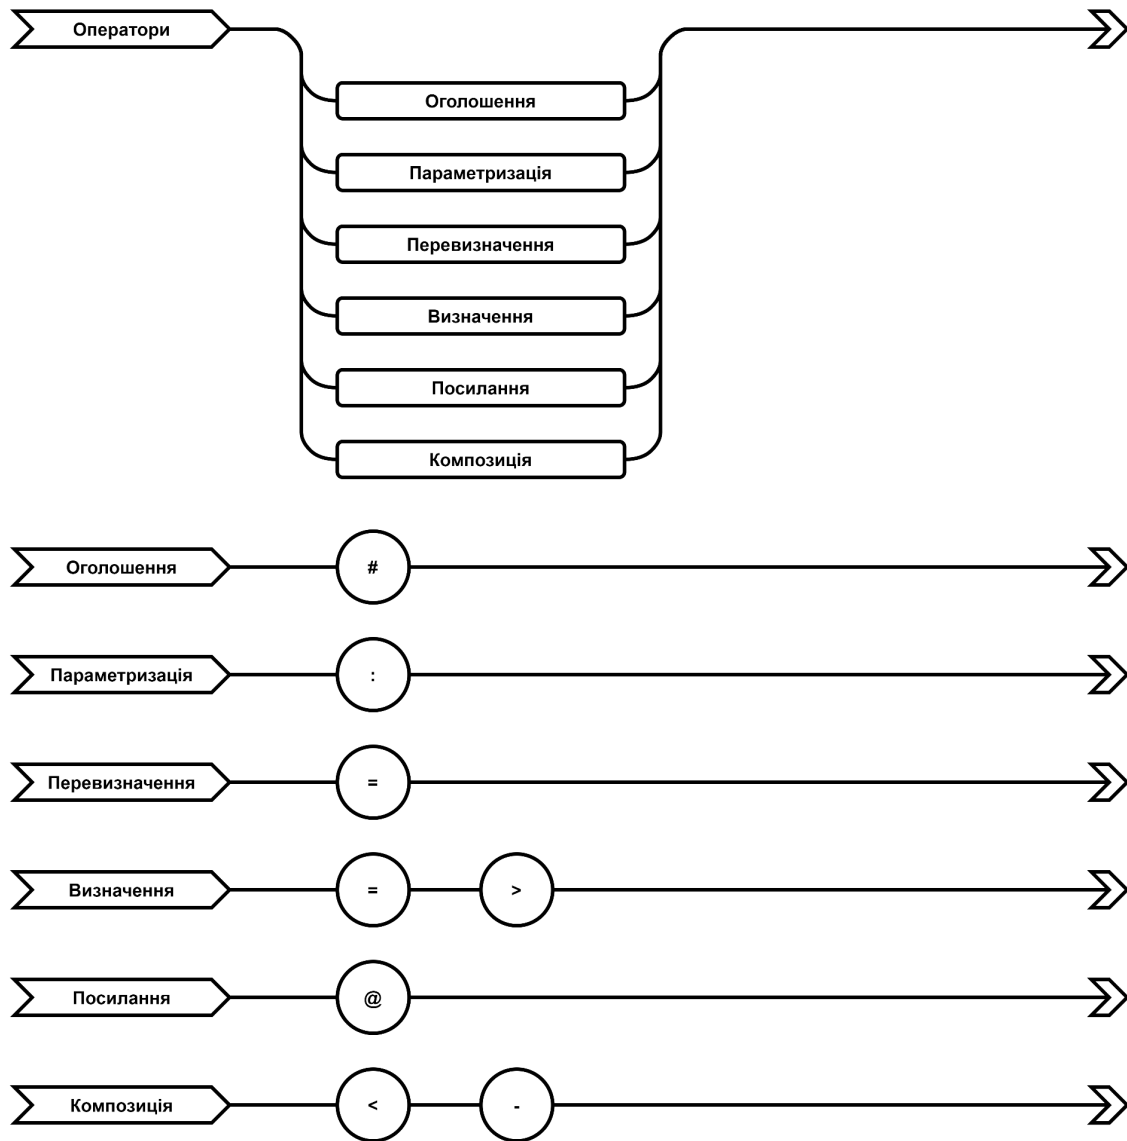 Оператори
Оголошення
Параметризація
Перевизначення
Визначення
Посилання
Композиція
Оголошення #
Параметризація :
Перевизначення =
Визначення = >
Посилання @
Композиція < -